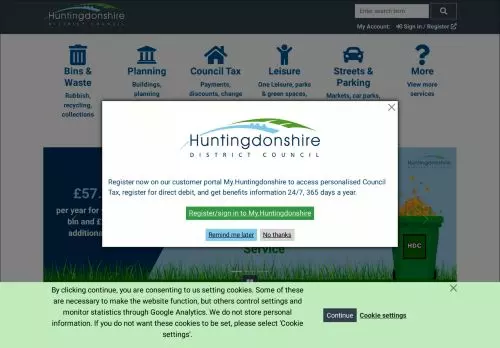 Huntingdonshire
DISTRICT COUNCIL
Enter search term
My Account:
Sign in / Register
Bins &
Waste
Rubbish,
recycling,
collections
Planning
Buildings,
planning
Council Tax
Payments,
discounts, change
Leisure
One Leisure, parks
& green spaces,
Streets &
Parking
Markets, car parks,
More
View more
services
Huntingdonshire
DISTRICT COUNCIL
Register now on our customer portal My.Huntingdonshire to access personalised Council
Tax, register for direct debit, and get benefits information 24/7, 365 days a year.
Register/sign in to My.Huntingdonshire
Remind me later
No thanks
£57.
per year for
bin and £
additiona
Service
Huntingdonshire
HDC
By clicking continue, you are consenting to us setting cookies. Some of these
are necessary to make the website function, but others control settings and
monitor statistics through Google Analytics. We do not store personal
information. If you do not want these cookies to be set, please select 'Cookie
settings'.
Continue
Cookie settings